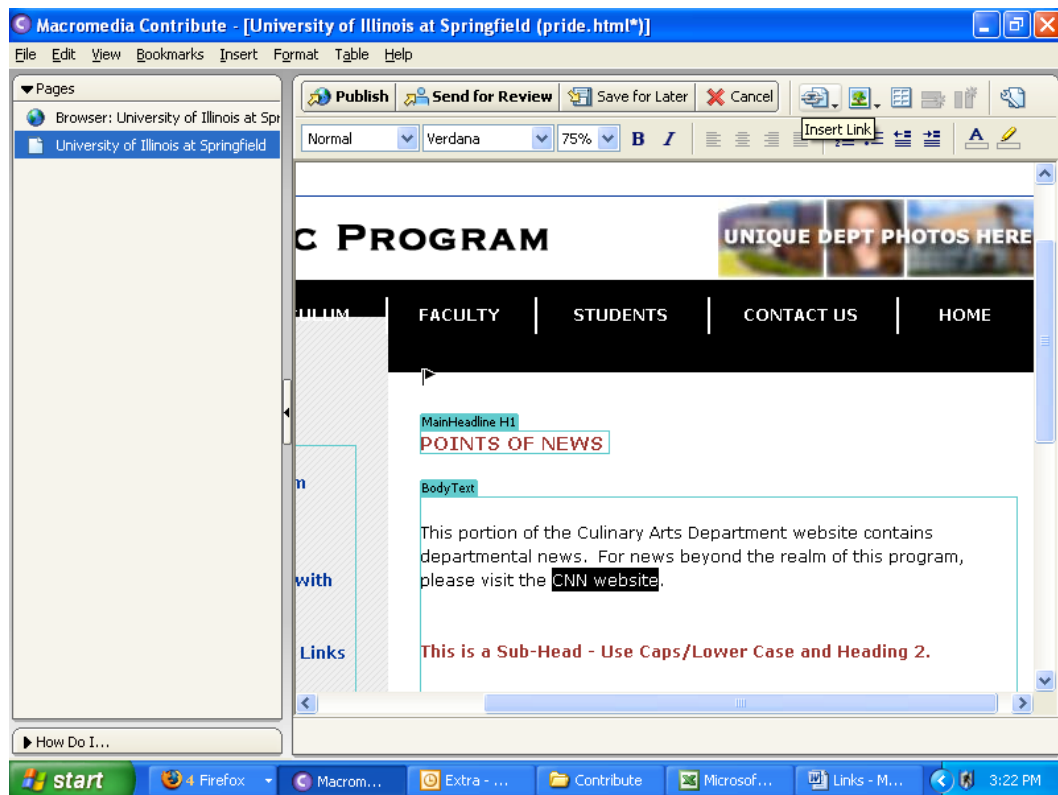 Macromedia Contribute - [University of Illinois at Springfield (pride.html*)]
File Edit View Bookmarks Insert Format Table Help
Pages
Browser: University of Illinois at Spr
University of Illinois at Springfield
Publish Send for Review Save for Later Cancel
Normal Verdana 75% B I
Insert Link
C PROGRAM
UNIQUE DEPT PHOTOS HERE
ULUM FACULTY STUDENTS CONTACT US HOME
MainHeadline H1
POINTS OF NEWS
m
with
Links
BodyText
This portion of the Culinary Arts Department website contains
departmental news. For news beyond the realm of this program,
please visit the CNN website.
This is a Sub-Head - Use Caps/Lower Case and Heading 2.
How Do I...
start 4 Firefox Macrom... Extra - ... Contribute Microsof... Links - M... 3:22 PM